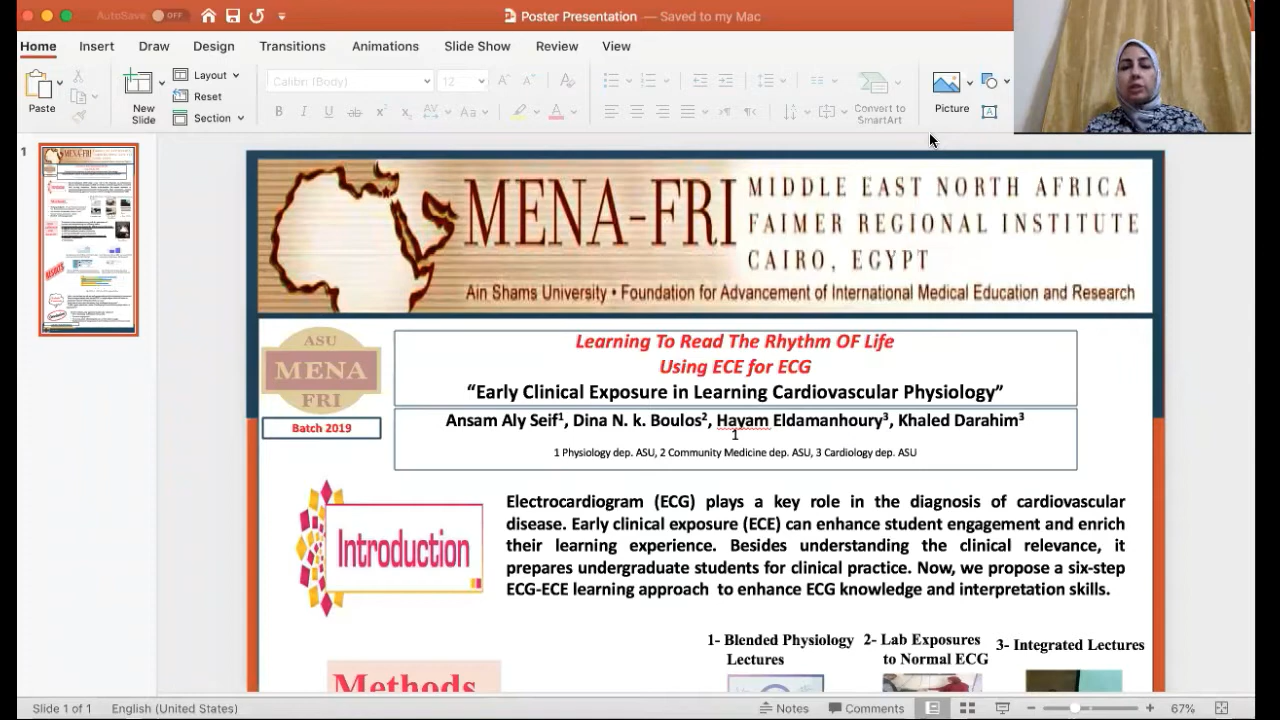 AutoSave OFF
Poster Presentation — Saved to my Mac
Home Insert Draw Design Transitions Animations Slide Show Review View
Paste
New Slide
Layout
Reset
Section
Calibri (Body) 12
Convert to SmartArt
Picture
1
MENA-FRI
MIDDLE EAST NORTH AFRICA
FAIMER REGIONAL INSTITUTE
CAIRO, EGYPT
Ain Shams University • Foundation for Advancement of International Medical Education and Research
ASU
MENA
FRI
Batch 2019
Learning To Read The Rhythm OF Life
Using ECE for ECG
“Early Clinical Exposure in Learning Cardiovascular Physiology”
Ansam Aly Seif1, Dina N. k. Boulos2, Hayam Eldamanhoury3, Khaled Darahim3
1
1 Physiology dep. ASU, 2 Community Medicine dep. ASU, 3 Cardiology dep. ASU
Introduction
Electrocardiogram (ECG) plays a key role in the diagnosis of cardiovascular
disease. Early clinical exposure (ECE) can enhance student engagement and enrich
their learning experience. Besides understanding the clinical relevance, it
prepares undergraduate students for clinical practice. Now, we propose a six-step
ECG-ECE learning approach to enhance ECG knowledge and interpretation skills.
1- Blended Physiology
Lectures
2- Lab Exposures
to Normal ECG
3- Integrated Lectures
Methods
Slide 1 of 1 English (United States) Notes Comments 67%